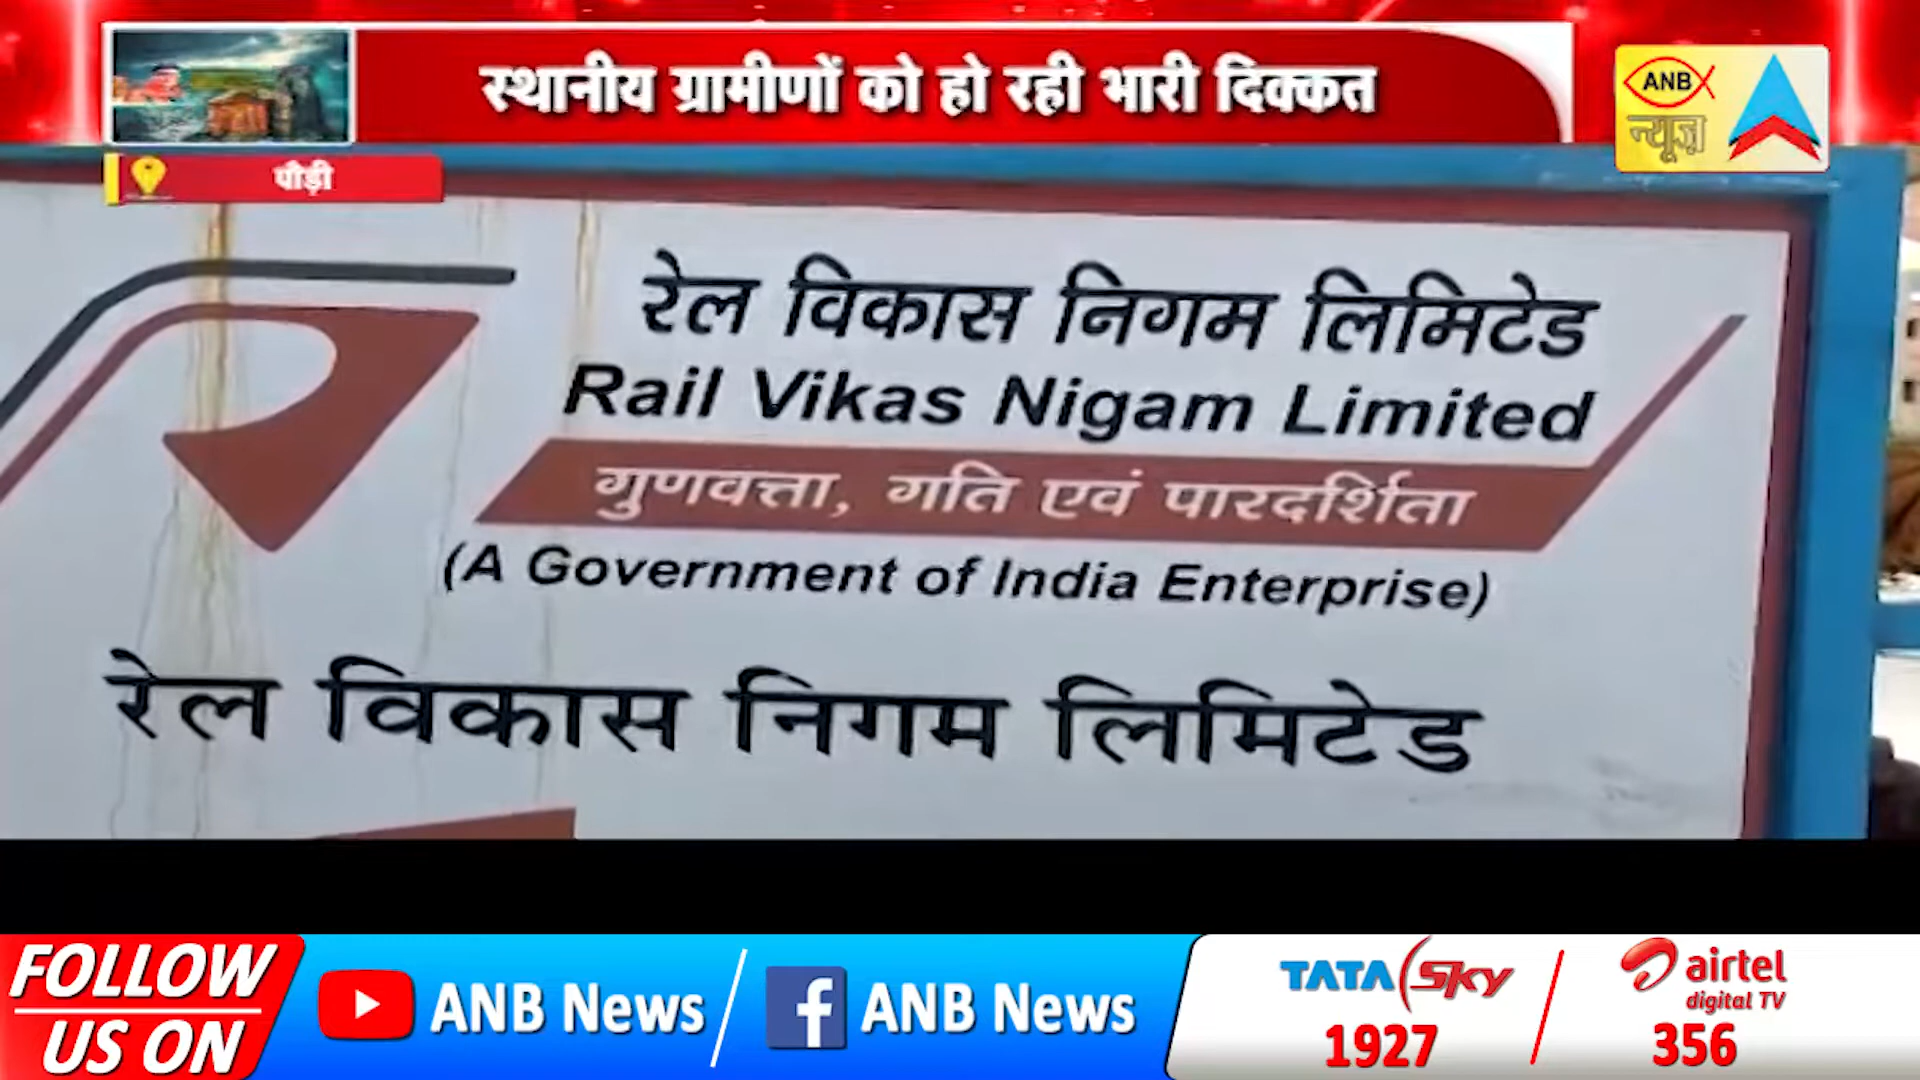 स्थानीय ग्रामीणों को हो रही भारी दिक्कत
ANB
न्यूज़
पौड़ी
रेल विकास निगम लिमिटेड
Rail Vikas Nigam Limited
गुणवत्ता, गति एवं पारदर्शिता
(A Government of India Enterprise)
रेल विकास निगम लिमिटेड
FOLLOW
US ON
ANB News
ANB News
TATA Sky
1927
airtel
digital TV
356